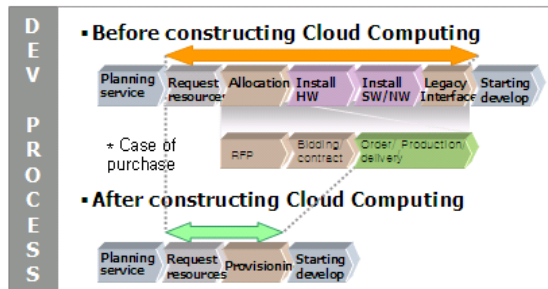 DEV PROCESS
▪ Before constructing Cloud Computing
Planning service
Request resources
Allocation
Install HW
Install SW/NW
Legacy Interface
Starting develop
* Case of purchase
RFP
Bidding/ contract
Order/ Production/ delivery
▪ After constructing Cloud Computing
Planning service
Request resources
Provisionin
Starting develop